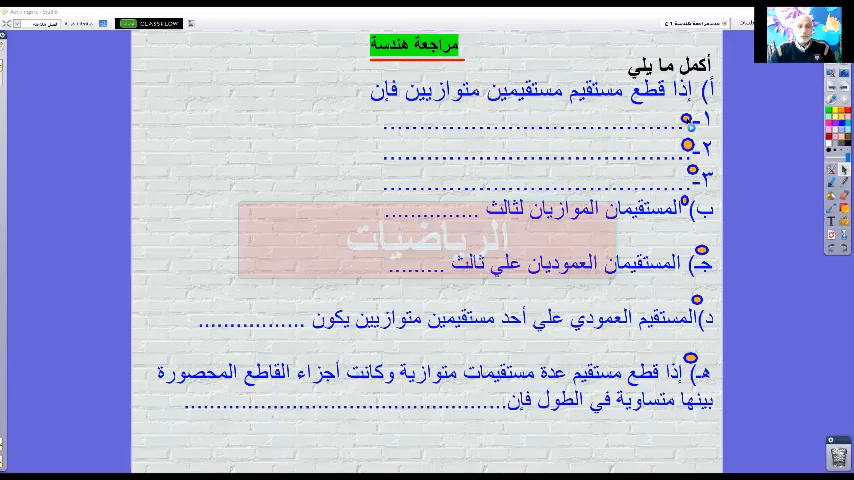 ActivInspire - Studio
CLASSFLOW
مراجعة هندسة
أكمل ما يلي
أ) إذا قطع مستقيم مستقيمين متوازيين فإن
١- ........................................
٢- ........................................
٣- ........................................
ب) المستقيمان الموازيان لثالث ...............
الرياضيات
جـ) المستقيمان العموديان علي ثالث .........
د) المستقيم العمودي علي أحد مستقيمين متوازيين يكون .................
هـ) إذا قطع مستقيم عدة مستقيمات متوازية وكانت أجزاء القاطع المحصورة
بينها متساوية في الطول فإن..................................................